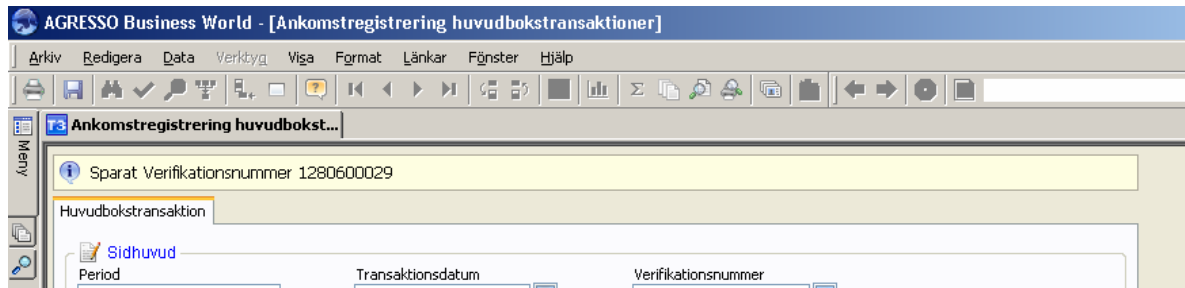 AGRESSO Business World - [Ankomstregistrering huvudbokstransaktioner]
Arkiv Redigera Data Verktyg Visa Format Länkar Fönster Hjälp
T3 Ankomstregistrering huvudbokst...
Meny
Sparat Verifikationsnummer 1280600029
Huvudbokstransaktion
Sidhuvud
Period Transaktionsdatum Verifikationsnummer